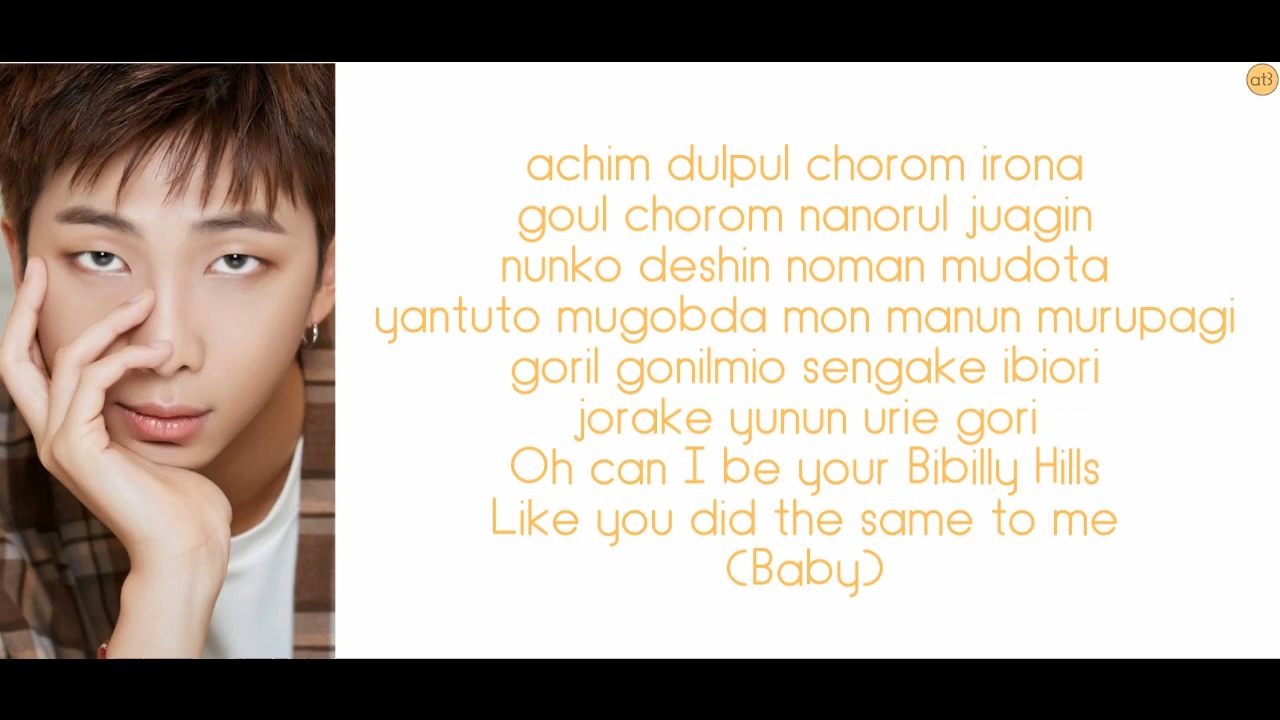 at3
achim dulpul chorom irona
goul chorom nanorul juagin
nunko deshin noman mudota
yantuto mugobda mon manun murupagi
goril gonilmio sengake ibiori
jorake yunun urie gori
Oh can I be your Bibilly Hills
Like you did the same to me
(Baby)